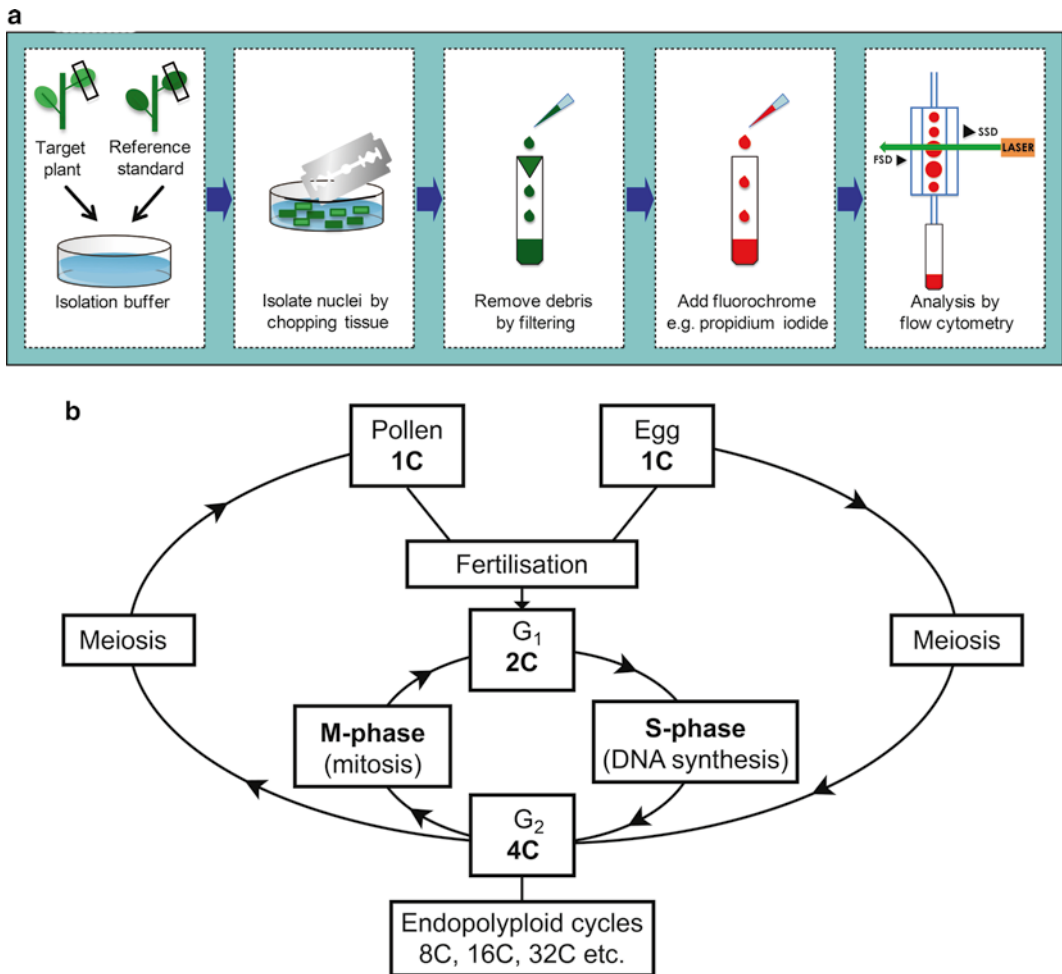 a
Target
plant
Reference
standard
Isolation buffer
Isolate nuclei by
chopping tissue
Remove debris
by filtering
Add fluorochrome
e.g. propidium iodide
SSD
LASER
FSD
Analysis by
flow cytometry
b
Pollen
1C
Egg
1C
Fertilisation
G₁
2C
Meiosis
Meiosis
M-phase
(mitosis)
S-phase
(DNA synthesis)
G₂
4C
Endopolyploid cycles
8C, 16C, 32C etc.